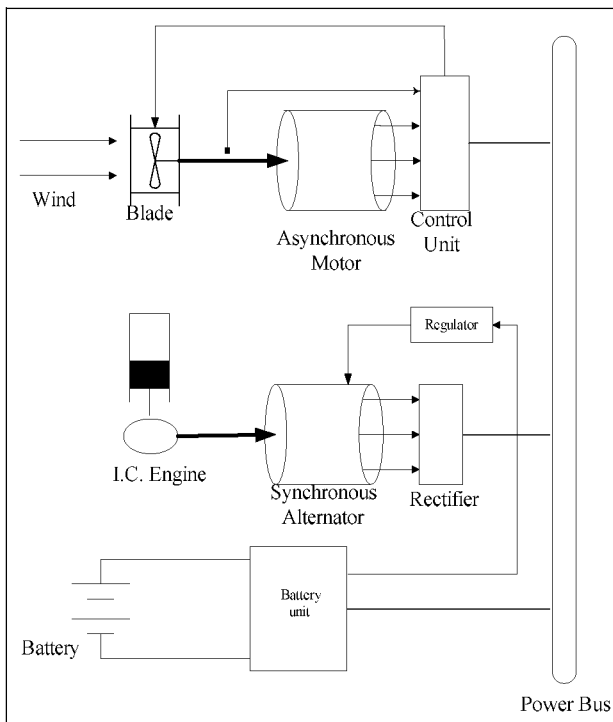 Wind
Blade
Asynchronous
Motor
Control
Unit
Regulator
I.C. Engine
Synchronous
Alternator
Rectifier
Battery
unit
Battery
Power Bus